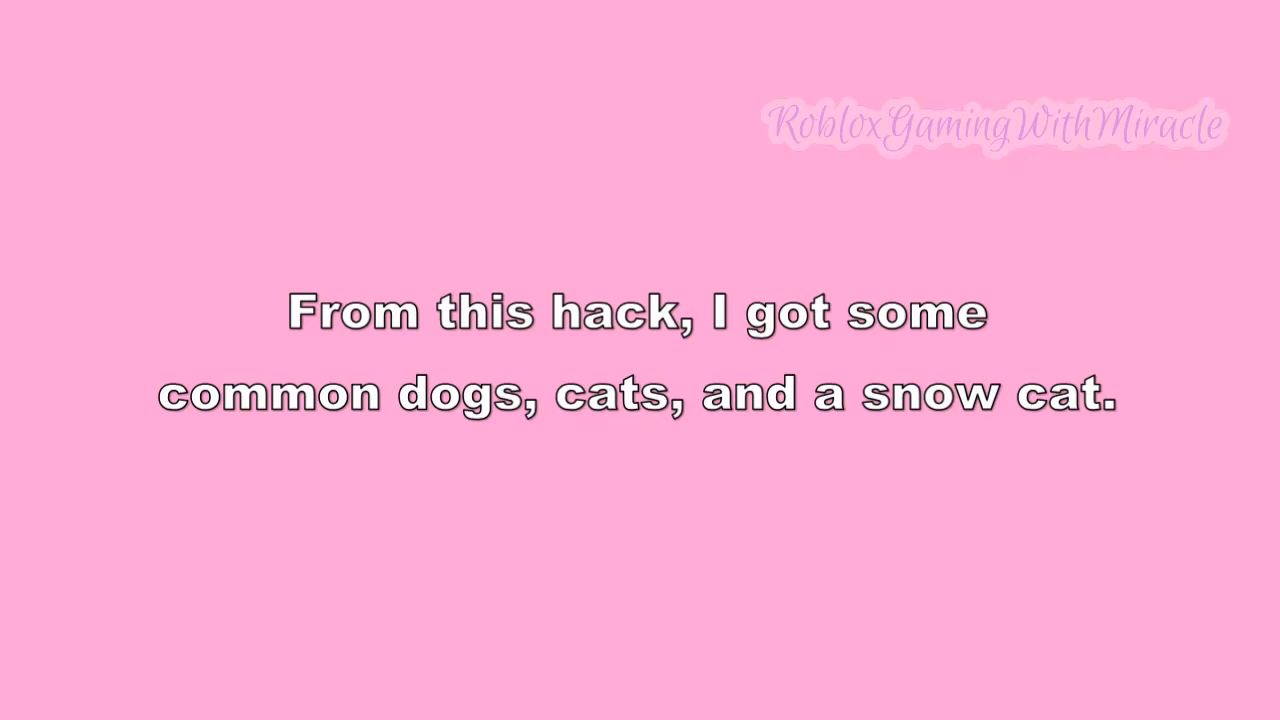 RobloxGamingWithMiracle
From this hack, I got some
common dogs, cats, and a snow cat.